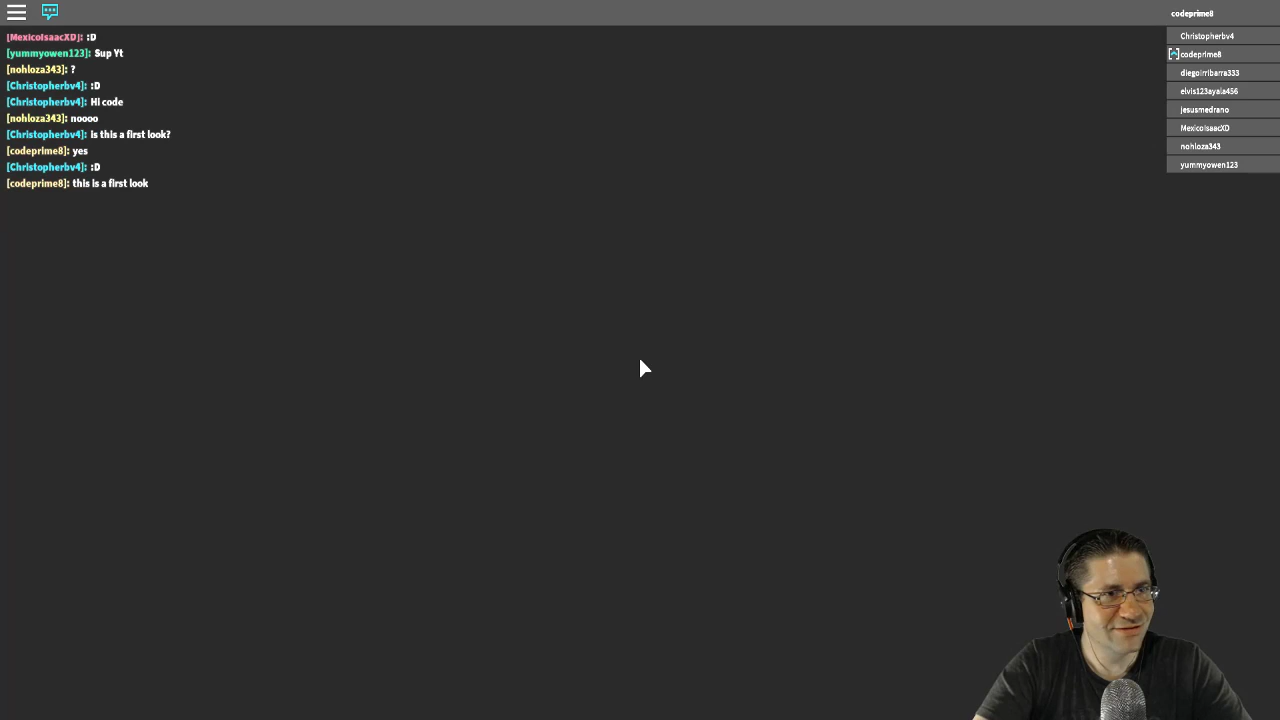 codeprime8
[MexicoIsaacXD]: :D
[yummyowen123]: Sup Yt
[nohloza343]: ?
[Christopherbv4]: :D
[Christopherbv4]: Hi code
[nohloza343]: noooo
[Christopherbv4]: is this a first look?
[codeprime8]: yes
[Christopherbv4]: :D
[codeprime8]: this is a first look
Christopherbv4
codeprime8
diegoirribarra333
elvis123ayala456
jesusmedrano
MexicoIsaacXD
nohloza343
yummyowen123